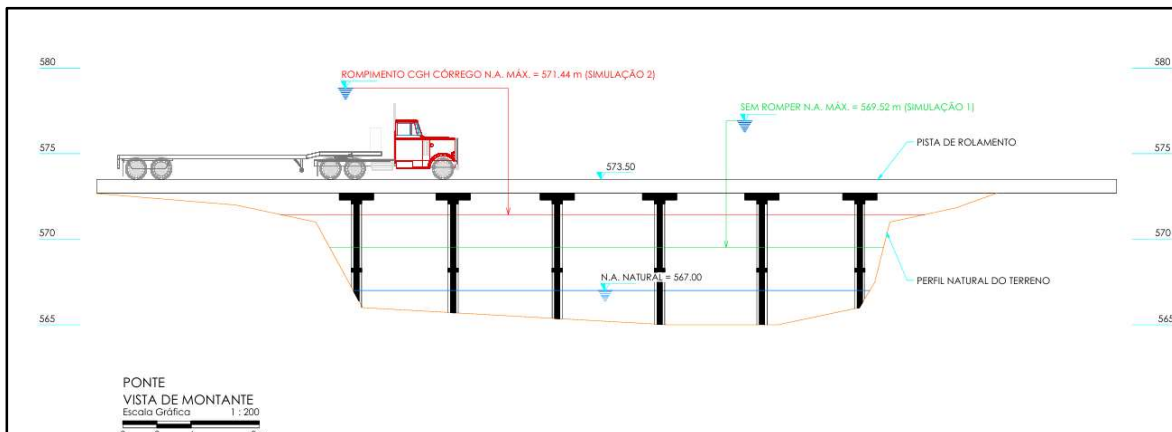 580
580
ROMPIMENTO CGH CÓRREGO N.A. MÁX. = 571.44 m (SIMULAÇÃO 2)
SEM ROMPER N.A. MÁX. = 569.52 m (SIMULAÇÃO 1)
PISTA DE ROLAMENTO
575
575
573.50
570
570
N.A. NATURAL = 567.00
PERFIL NATURAL DO TERRENO
565
565
PONTE
VISTA DE MONTANTE
Escala Gráfica 1 : 200